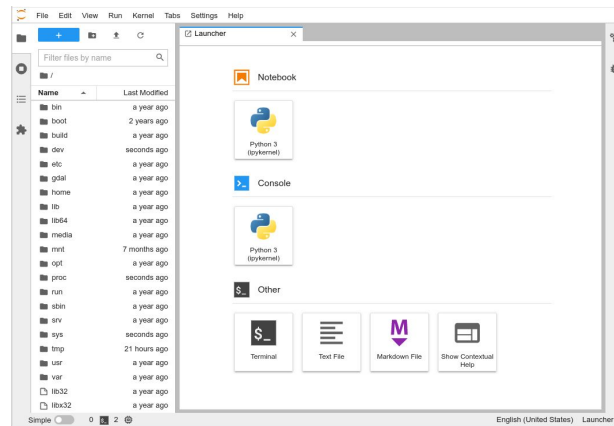 File Edit View Run Kernel Tabs Settings Help
Launcher
Filter files by name
/
Name Last Modified
bin a year ago
boot 2 years ago
build a year ago
dev seconds ago
etc a year ago
gdal a year ago
home a year ago
lib a year ago
lib64 a year ago
media a year ago
mnt 7 months ago
opt a year ago
proc seconds ago
run a year ago
sbin a year ago
srv a year ago
sys seconds ago
tmp 21 hours ago
usr a year ago
var a year ago
lib32 a year ago
libx32 a year ago
Notebook
Python 3
(ipykernel)
Console
Python 3
(ipykernel)
$_ Other
$_
Terminal
Text File
M
Markdown File
Show Contextual
Help
Simple 0 $_ 2 English (United States) Launcher